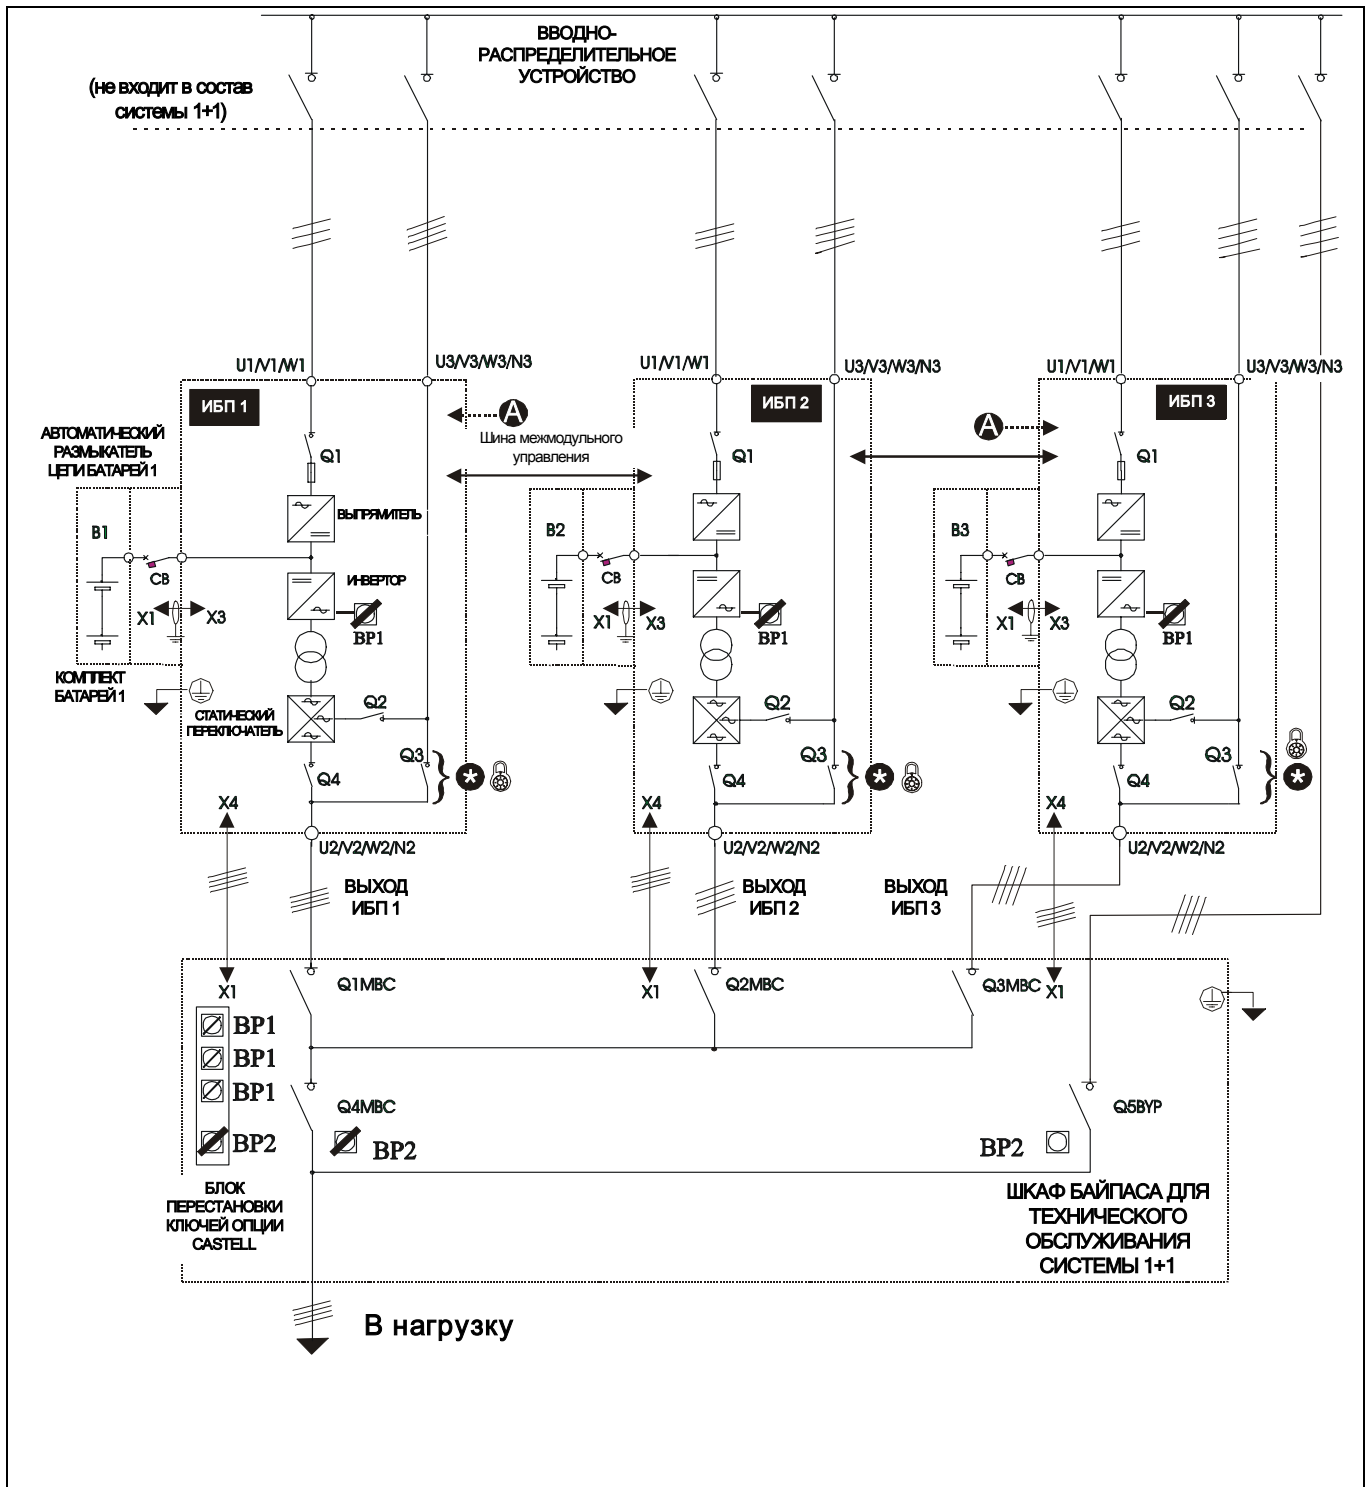 ВВОДНО-
РАСПРЕДЕЛИТЕЛЬНОЕ
УСТРОЙСТВО
(не входит в состав
системы 1+1)
U1/V1/W1
U3/V3/W3/N3
U1/V1/W1
U3/V3/W3/N3
U1/V1/W1
U3/V3/W3/N3
ИБП 1
ИБП 2
ИБП 3
A
A
Шина межмодульного
управления
АВТОМАТИЧЕСКИЙ
РАЗМЫКАТЕЛЬ
ЦЕПИ БАТАРЕЙ 1
Q1
Q1
Q1
ВЫПРЯМИТЕЛЬ
B1
B2
B3
CB
CB
CB
ИНВЕРТОР
X1
X3
BP1
X1
X3
BP1
X1
X3
BP1
КОМПЛЕКТ
БАТАРЕЙ 1
СТАТИЧЕСКИЙ
ПЕРЕКЛЮЧАТЕЛЬ
Q2
Q2
Q2
Q3
Q3
Q3
Q4
Q4
Q4
*
*
*
X4
X4
X4
U2/V2/W2/N2
U2/V2/W2/N2
U2/V2/W2/N2
ВЫХОД
ИБП 1
ВЫХОД
ИБП 2
ВЫХОД
ИБП 3
X1
Q1MBC
X1
Q2MBC
Q3MBC
X1
BP1
BP1
BP1
BP2
Q4MBC
BP2
Q5BYP
BP2
БЛОК
ПЕРЕСТАНОВКИ
КЛЮЧЕЙ ОПЦИИ
CASTELL
ШКАФ БАЙПАСА ДЛЯ
ТЕХНИЧЕСКОГО
ОБСЛУЖИВАНИЯ
СИСТЕМЫ 1+1
В нагрузку